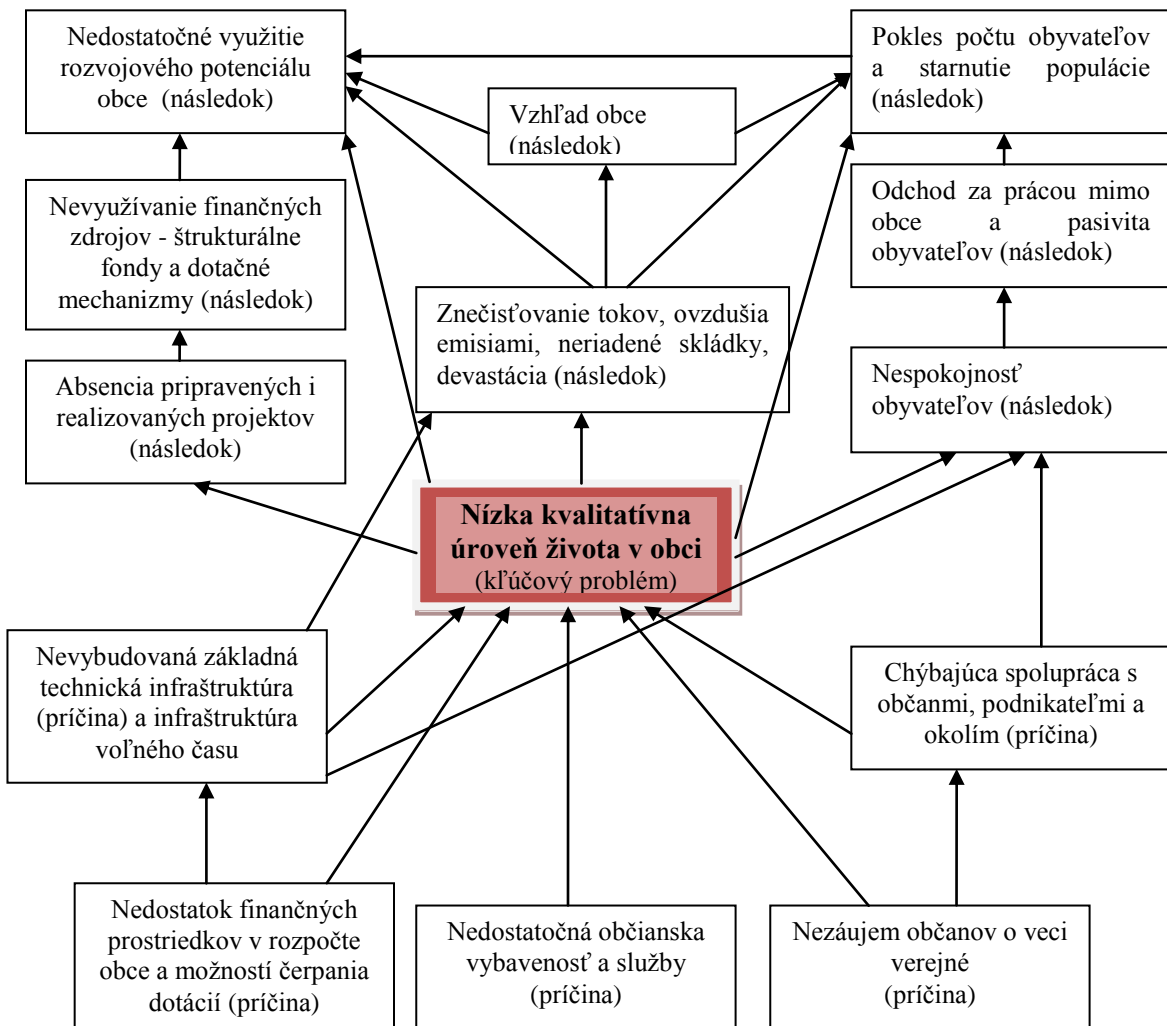 Nedostatočné využitie
rozvojového potenciálu
obce (následok)
Pokles počtu obyvateľov
a starnutie populácie
(následok)
Vzhľad obce
(následok)
Nevyužívanie finančných
zdrojov - štrukturálne
fondy a dotačné
mechanizmy (následok)
Odchod za prácou mimo
obce a pasivita
obyvateľov (následok)
Znečisťovanie tokov, ovzdušia
emisiami, neriadené skládky,
devastácia (následok)
Absencia pripravených i
realizovaných projektov
(následok)
Nespokojnosť
obyvateľov (následok)
Nízka kvalitatívna
úroveň života v obci
(kľúčový problém)
Nevybudovaná základná
technická infraštruktúra
(príčina) a infraštruktúra
voľného času
Chýbajúca spolupráca s
občanmi, podnikateľmi a
okolím (príčina)
Nedostatok finančných
prostriedkov v rozpočte
obce a možností čerpania
dotácií (príčina)
Nedostatočná občianska
vybavenosť a služby
(príčina)
Nezáujem občanov o veci
verejné
(príčina)